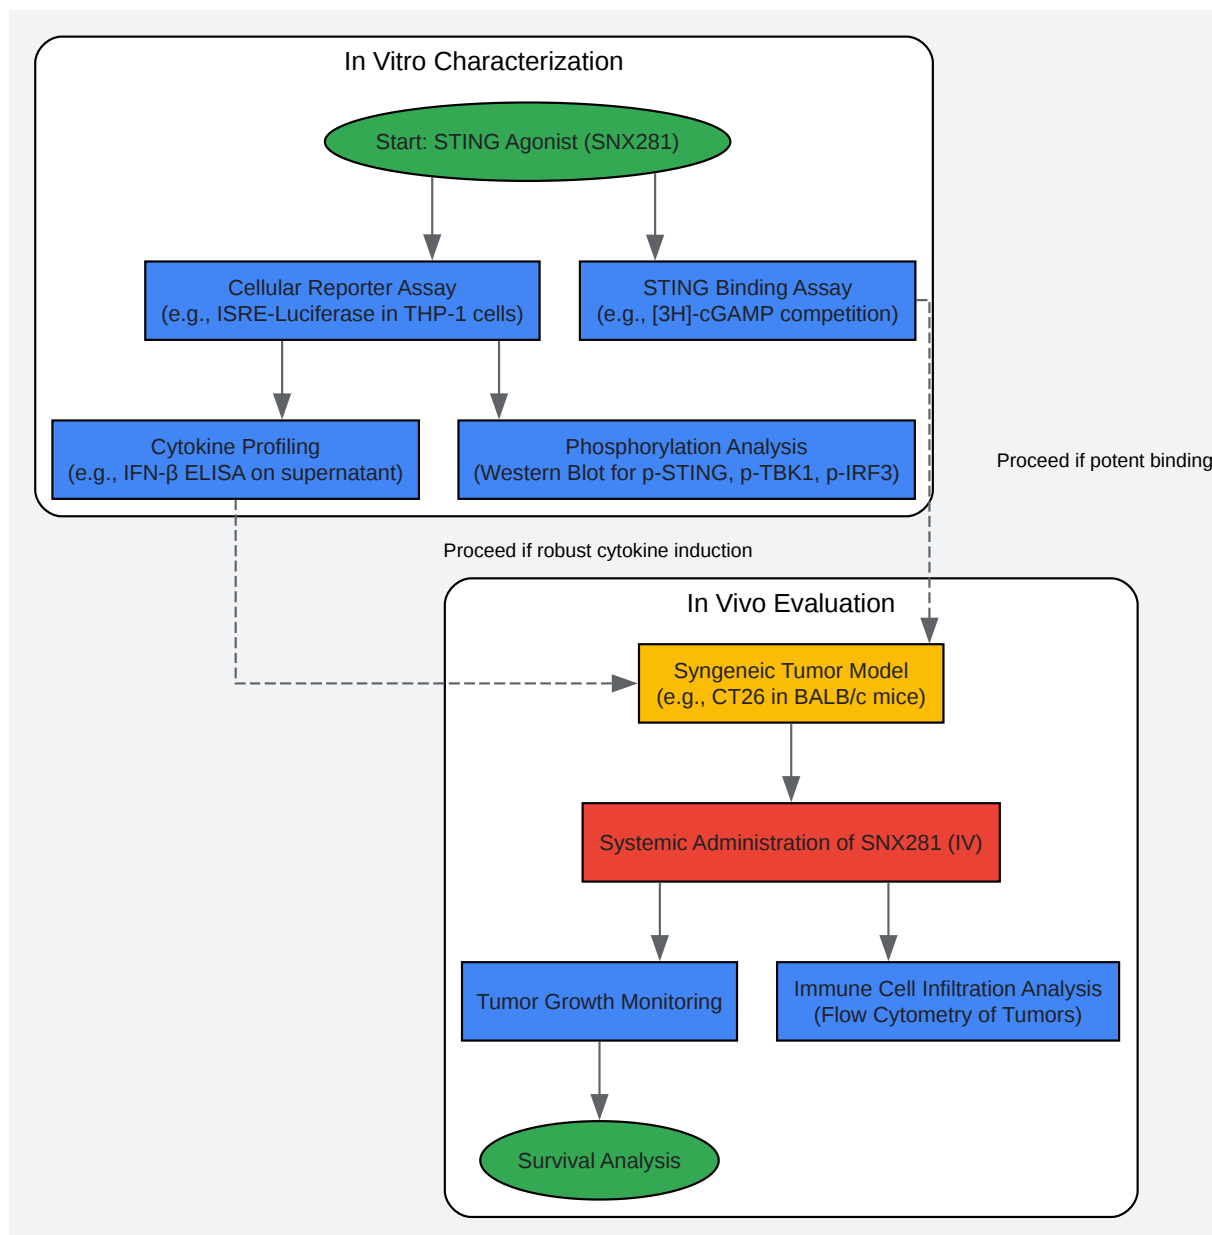 In Vitro Characterization
Start: STING Agonist (SNX281)
Cellular Reporter Assay
(e.g., ISRE-Luciferase in THP-1 cells)
STING Binding Assay
(e.g., [3H]-cGAMP competition)
Cytokine Profiling
(e.g., IFN-β ELISA on supernatant)
Phosphorylation Analysis
(Western Blot for p-STING, p-TBK1, p-IRF3)
Proceed if potent binding
Proceed if robust cytokine induction
In Vivo Evaluation
Syngeneic Tumor Model
(e.g., CT26 in BALB/c mice)
Systemic Administration of SNX281 (IV)
Tumor Growth Monitoring
Immune Cell Infiltration Analysis
(Flow Cytometry of Tumors)
Survival Analysis